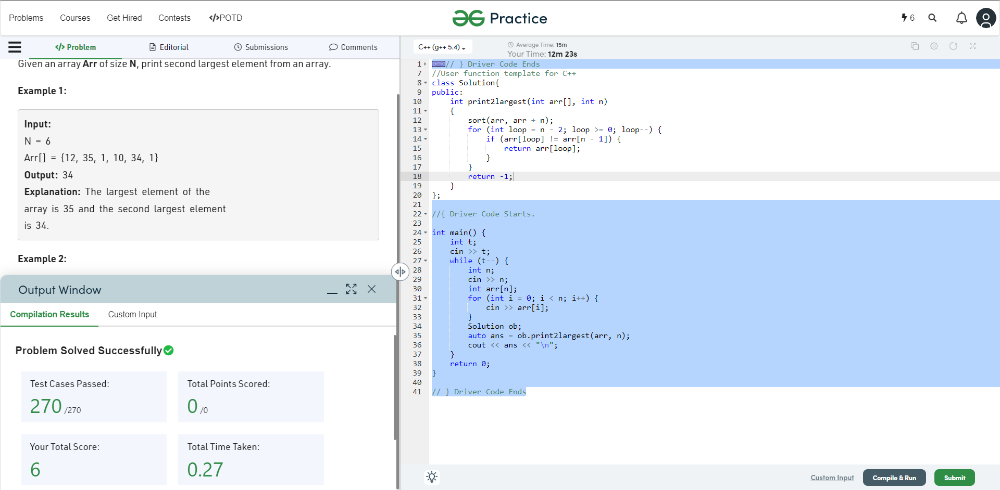 Problems Courses Get Hired Contests </>POTD
Practice
6
</> Problem Editorial Submissions Comments
Given an array Arr of size N, print second largest element from an array.
Example 1:
Input:
N = 6
Arr[] = {12, 35, 1, 10, 34, 1}
Output: 34
Explanation: The largest element of the
array is 35 and the second largest element
is 34.
Example 2:
Output Window
Compilation Results Custom Input
Problem Solved Successfully
Test Cases Passed:
270 /270
Total Points Scored:
0 /0
Your Total Score:
6
Total Time Taken:
0.27
C++ (g++ 5.4)
Average Time: 15m
Your Time: 12m 23s
1 // } Driver Code Ends
7 //User function template for C++
8 class Solution{
9 public:
10 int print2largest(int arr[], int n)
11 {
12 sort(arr, arr + n);
13 for (int loop = n - 2; loop >= 0; loop--) {
14 if (arr[loop] != arr[n - 1]) {
15 return arr[loop];
16 }
17 }
18 return -1;
19 }
20 };
21
22 //{ Driver Code Starts.
23
24 int main() {
25 int t;
26 cin >> t;
27 while (t--) {
28 int n;
29 cin >> n;
30 int arr[n];
31 for (int i = 0; i < n; i++) {
32 cin >> arr[i];
33 }
34 Solution ob;
35 auto ans = ob.print2largest(arr, n);
36 cout << ans << "\n";
37 }
38 return 0;
39 }
40
41 // } Driver Code Ends
Custom Input Compile & Run Submit